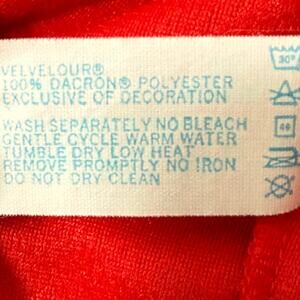 VELVELOUR®
100% DACRON® POLYESTER
EXCLUSIVE OF DECORATION
WASH SEPARATELY NO BLEACH
GENTLE CYCLE WARM WATER
TUMBLE DRY LOW HEAT
REMOVE PROMPTLY NO IRON
DO NOT DRY CLEAN
30°